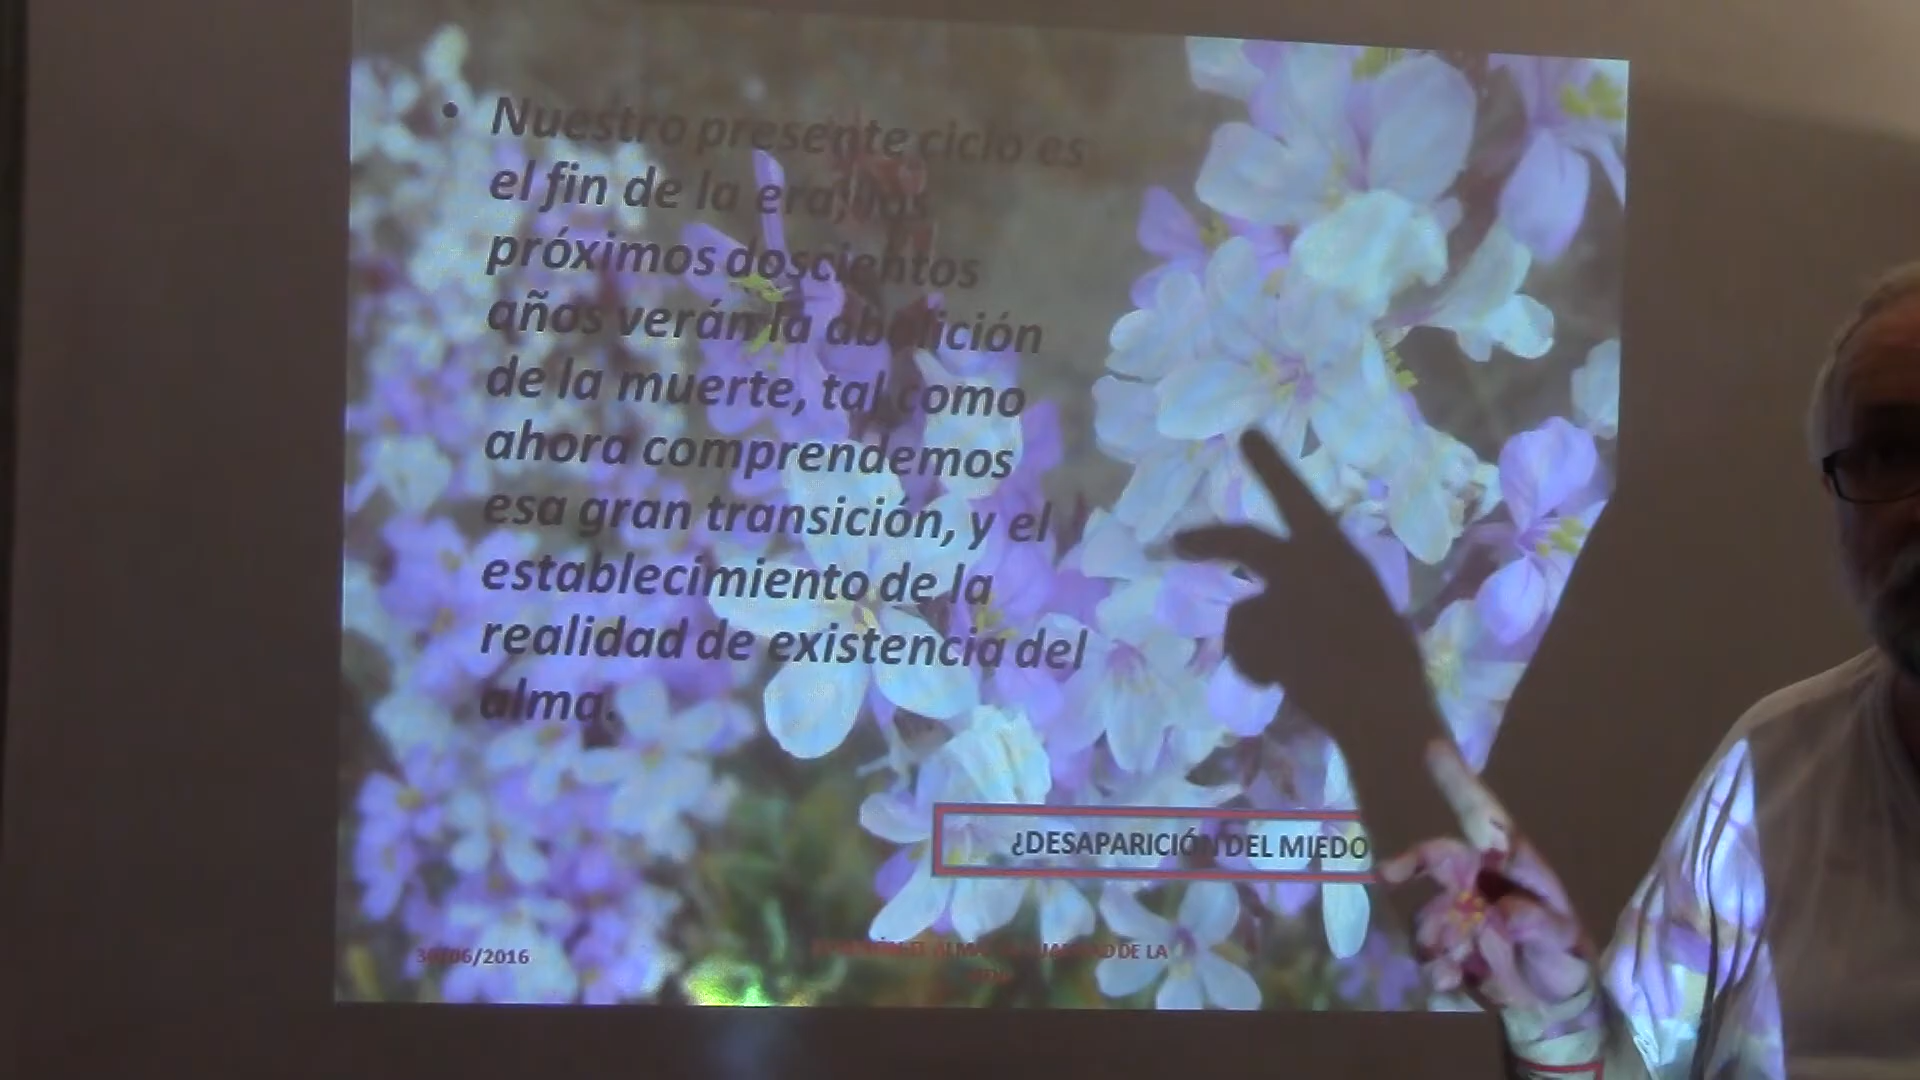 • Nuestro presente ciclo es
el fin de la era, los
próximos doscientos
años verán la abolición
de la muerte, tal como
ahora comprendemos
esa gran transición, y el
establecimiento de la
realidad de existencia del
alma.
¿DESAPARICIÓN DEL MIEDO
30/06/2016
DE LA